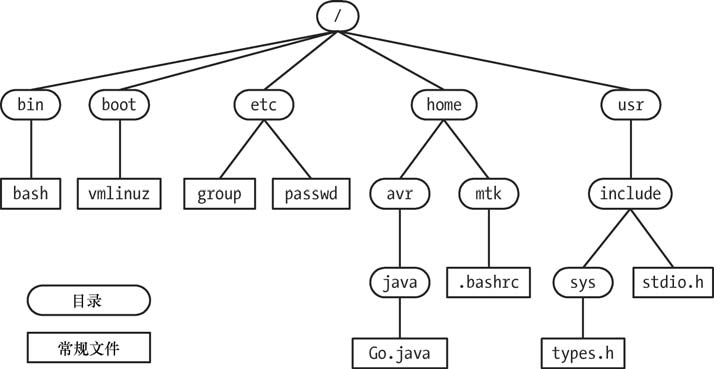 /
bin boot etc home usr
bash vmlinuz group passwd avr mtk include
java .bashrc sys stdio.h
目录
常规文件
Go.java types.h